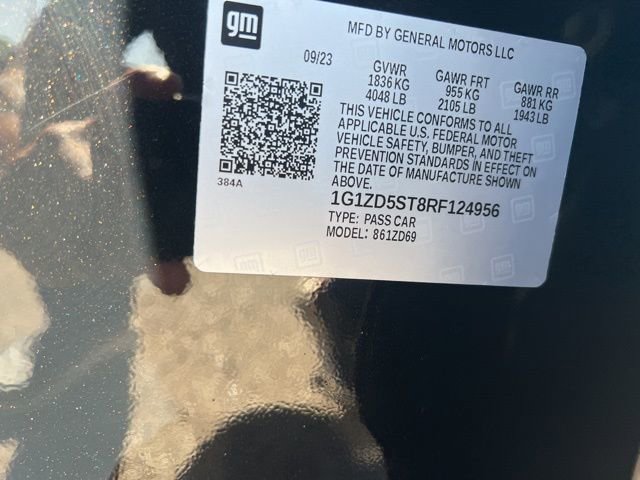 gm
MFD BY GENERAL MOTORS LLC
09/23
GVWR GAWR FRT GAWR RR
1836 KG 955 KG 881 KG
4048 LB 2105 LB 1943 LB
THIS VEHICLE CONFORMS TO ALL
APPLICABLE U.S. FEDERAL MOTOR
VEHICLE SAFETY, BUMPER, AND THEFT
PREVENTION STANDARDS IN EFFECT ON
THE DATE OF MANUFACTURE SHOWN
ABOVE.
384A
1G1ZD5ST8RF124956
TYPE: PASS CAR
MODEL: 861ZD69